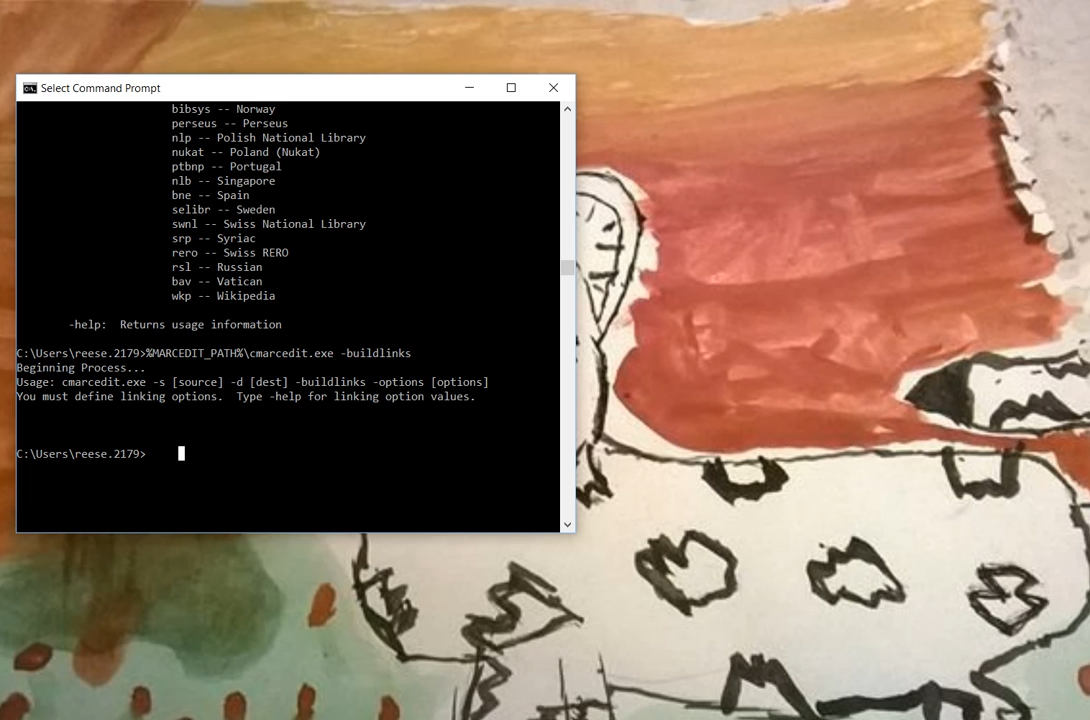 Select Command Prompt
bibsys -- Norway
perseus -- Perseus
nlp -- Polish National Library
nukat -- Poland (Nukat)
ptbnp -- Portugal
nlb -- Singapore
bne -- Spain
selibr -- Sweden
swnl -- Swiss National Library
srp -- Syriac
rero -- Swiss RERO
rsl -- Russian
bav -- Vatican
wkp -- Wikipedia
-help:  Returns usage information
C:\Users\reese.2179>%MARCEDIT_PATH%\cmarcedit.exe -buildlinks
Beginning Process...
Usage: cmarcedit.exe -s [source] -d [dest] -buildlinks -options [options]
You must define linking options.  Type -help for linking option values.
C:\Users\reese.2179>